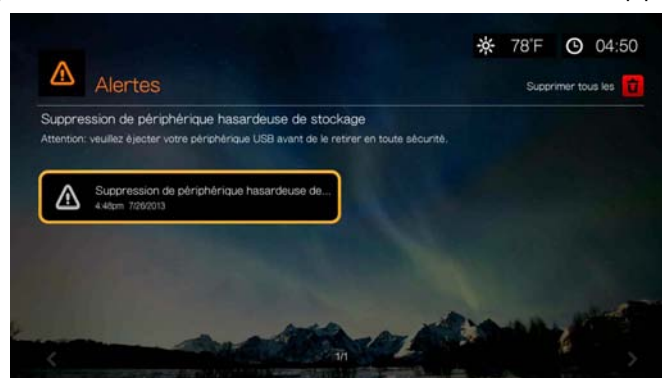 78°F 04:50
Alertes
Supprimer tous les
Suppression de périphérique hasardeuse de stockage
Attention: veuillez éjecter votre périphérique USB avant de le retirer en toute sécurité.
Suppression de périphérique hasardeuse de...
4:48pm 7/26/2013
1/1